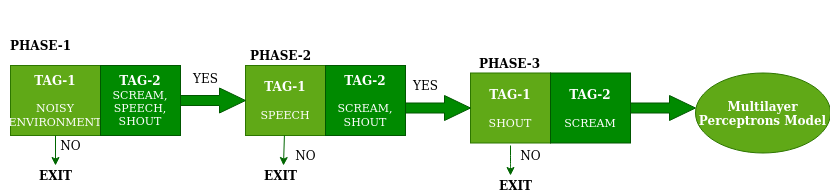 PHASE-1
TAG-1
NOISY
ENVIRONMENT
TAG-2
SCREAM,
SPEECH,
SHOUT
YES
NO
EXIT
PHASE-2
TAG-1
SPEECH
TAG-2
SCREAM,
SHOUT
YES
NO
EXIT
PHASE-3
TAG-1
SHOUT
TAG-2
SCREAM
NO
EXIT
Multilayer
Perceptrons Model